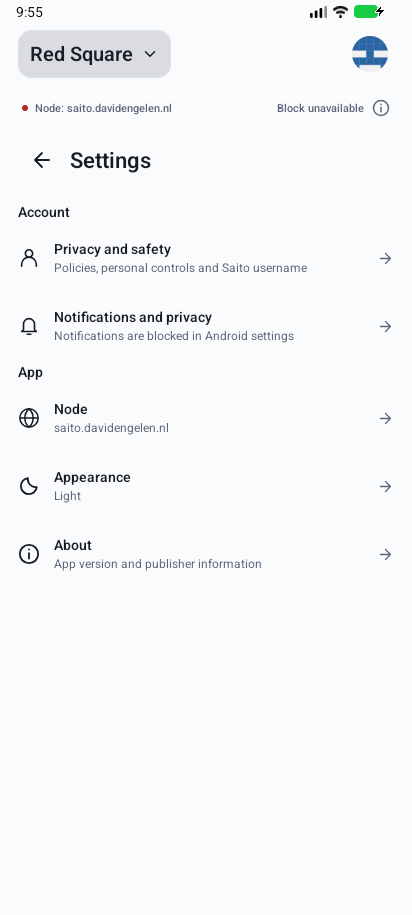 9:55
Red Square
Node: saito.davidengelen.nl
Block unavailable
Settings
Account
Privacy and safety
Policies, personal controls and Saito username
Notifications and privacy
Notifications are blocked in Android settings
App
Node
saito.davidengelen.nl
Appearance
Light
About
App version and publisher information